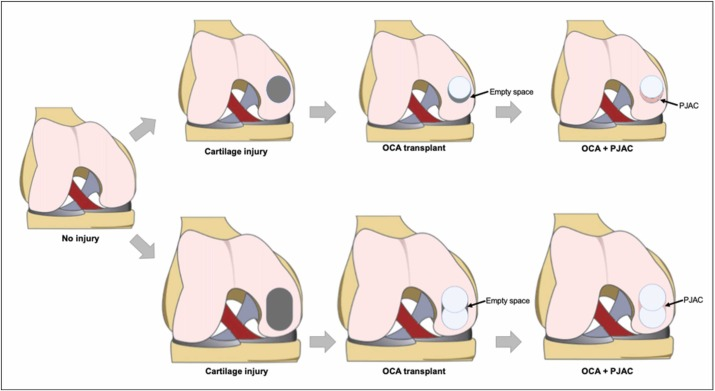 Empty space
PJAC
Cartilage injury
OCA transplant
OCA + PJAC
No injury
Empty space
PJAC
Cartilage injury
OCA transplant
OCA + PJAC